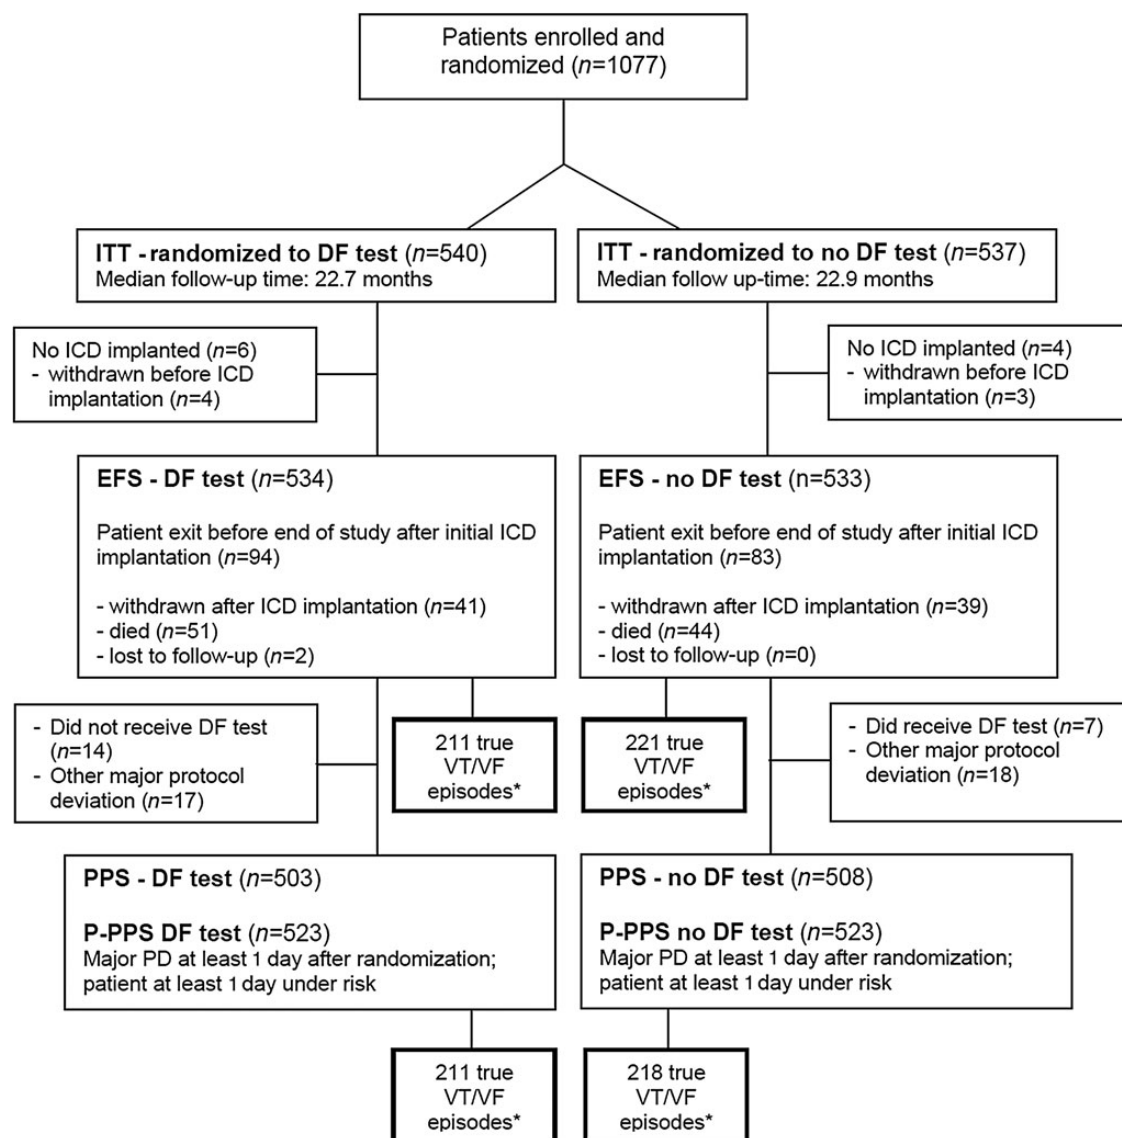 Patients enrolled and
randomized (n=1077)
ITT - randomized to DF test (n=540)
Median follow-up time: 22.7 months
ITT - randomized to no DF test (n=537)
Median follow up-time: 22.9 months
No ICD implanted (n=6)
- withdrawn before ICD
implantation (n=4)
No ICD implanted (n=4)
- withdrawn before ICD
implantation (n=3)
EFS - DF test (n=534)
Patient exit before end of study after initial ICD
implantation (n=94)
- withdrawn after ICD implantation (n=41)
- died (n=51)
- lost to follow-up (n=2)
EFS - no DF test (n=533)
Patient exit before end of study after initial ICD
implantation (n=83)
- withdrawn after ICD implantation (n=39)
- died (n=44)
- lost to follow-up (n=0)
- Did not receive DF test
(n=14)
- Other major protocol
deviation (n=17)
211 true
VT/VF
episodes*
221 true
VT/VF
episodes*
- Did receive DF test (n=7)
- Other major protocol
deviation (n=18)
PPS - DF test (n=503)
P-PPS DF test (n=523)
Major PD at least 1 day after randomization;
patient at least 1 day under risk
PPS - no DF test (n=508)
P-PPS no DF test (n=523)
Major PD at least 1 day after randomization;
patient at least 1 day under risk
211 true
VT/VF
episodes*
218 true
VT/VF
episodes*